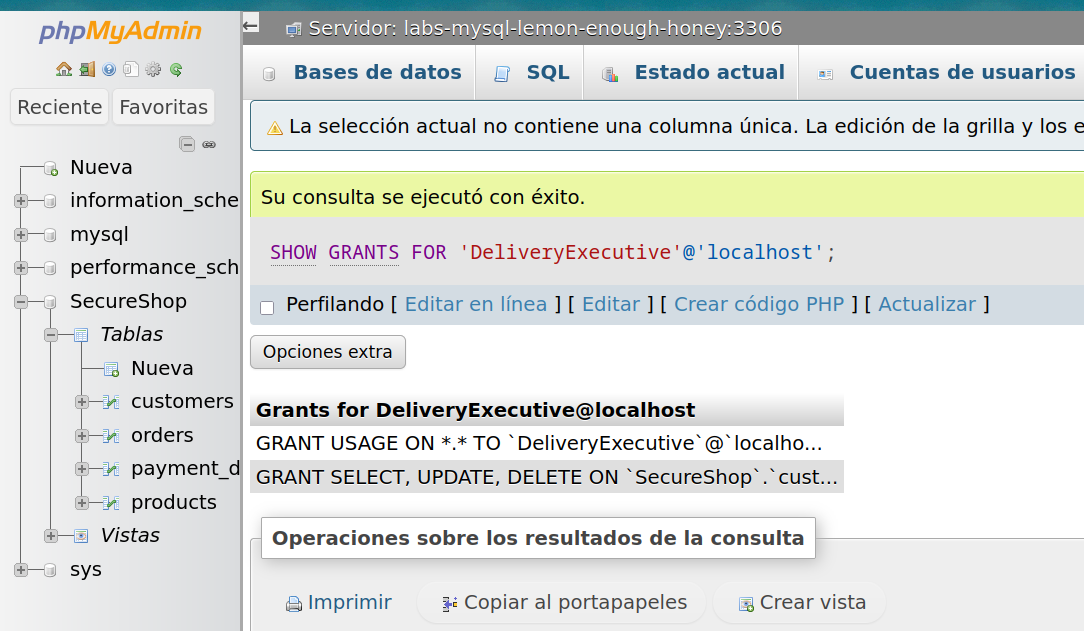 phpMyAdmin
Reciente Favoritas
Nueva
information_sche
mysql
performance_sch
SecureShop
Tablas
Nueva
customers
orders
payment_d
products
Vistas
sys
Servidor: labs-mysql-lemon-enough-honey:3306
Bases de datos SQL Estado actual Cuentas de usuarios
La selección actual no contiene una columna única. La edición de la grilla y los e
Su consulta se ejecutó con éxito.
SHOW GRANTS FOR 'DeliveryExecutive'@'localhost';
Perfilando [ Editar en línea ] [ Editar ] [ Crear código PHP ] [ Actualizar ]
Opciones extra
Grants for DeliveryExecutive@localhost
GRANT USAGE ON *.* TO `DeliveryExecutive`@`localho...
GRANT SELECT, UPDATE, DELETE ON `SecureShop`.`cust...
Operaciones sobre los resultados de la consulta
Imprimir Copiar al portapapeles Crear vista